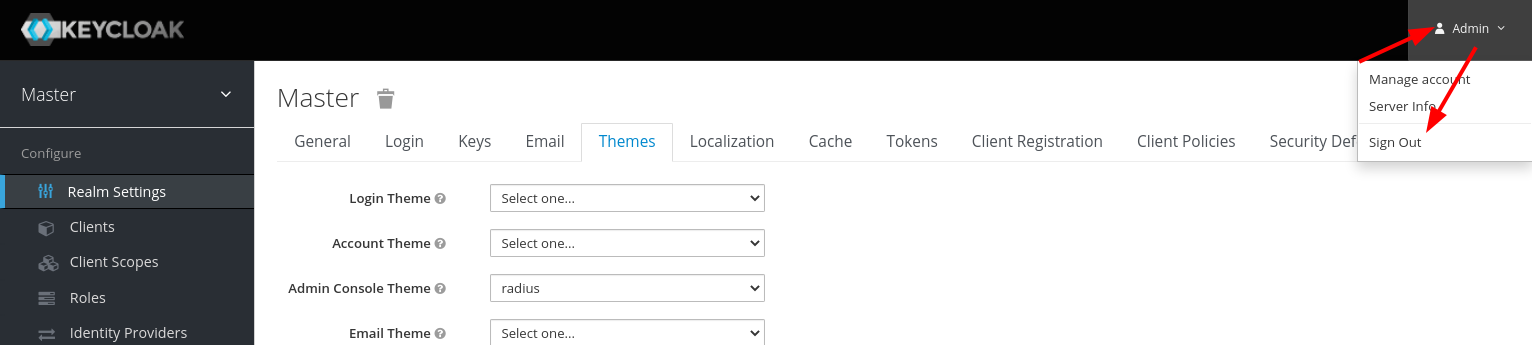 KEYCLOAK
Admin
Manage account
Server Info
Sign Out
Master
Configure
Realm Settings
Clients
Client Scopes
Roles
Identity Providers
Master
General Login Keys Email Themes Localization Cache Tokens Client Registration Client Policies Security Def
Login Theme Select one...
Account Theme Select one...
Admin Console Theme radius
Email Theme Select one...